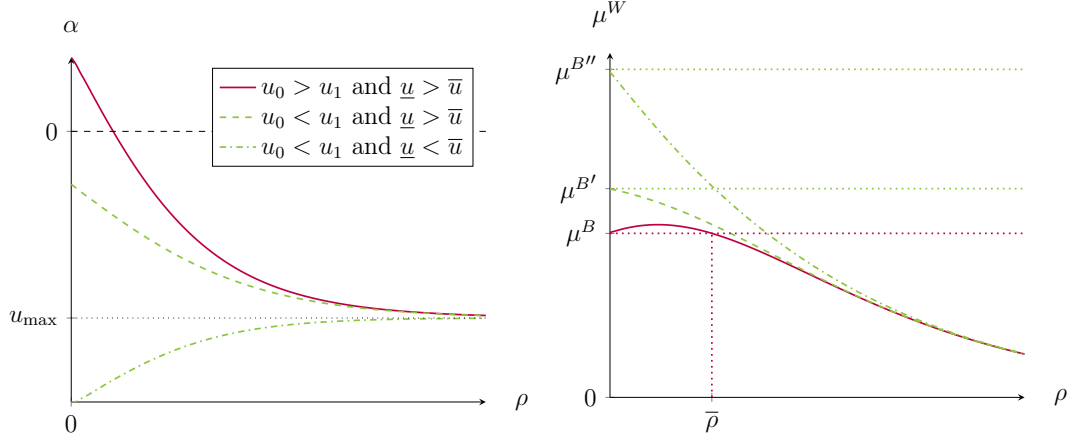 α
0
u_max
0
ρ
u₀ > u₁ and u̲ > u̅
u₀ < u₁ and u̲ > u̅
u₀ < u₁ and u̲ < u̅
μ^W
μ^B″
μ^B′
μ^B
0
ρ̅
ρ